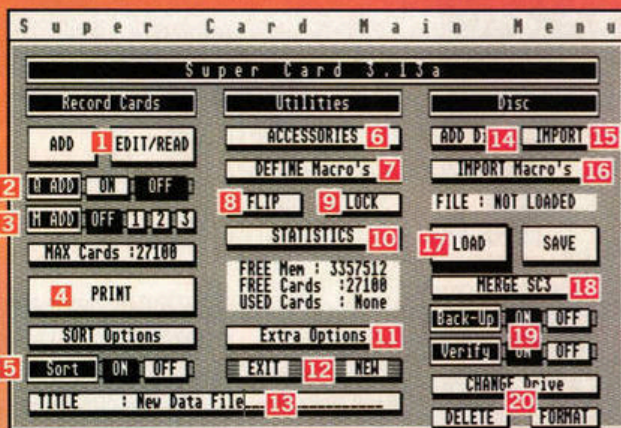 Super Card Main Menu
Super Card 3.13a
Record Cards
Utilities
Disc
ADD 1 EDIT/READ
ACCESSORIES 6
ADD Di 14 IMPORT 15
DEFINE Macro's 7
IMPORT Macro's 16
2 Q ADD ON OFF
8 FLIP
9 LOCK
FILE : NOT LOADED
3 M ADD OFF 1 2 3
STATISTICS 10
17 LOAD
SAVE
MAX Cards :27100
FREE Mem : 3357512
FREE Cards :27100
USED Cards : None
MERGE SC3 18
4 PRINT
Back-Up ON OFF
19
SORT Options
Extra Options 11
Verify ON OFF
5 Sort ON OFF
EXIT 12 NEW
CHANGE Drive
20
TITLE : New Data File 13
DELETE
FORMAT